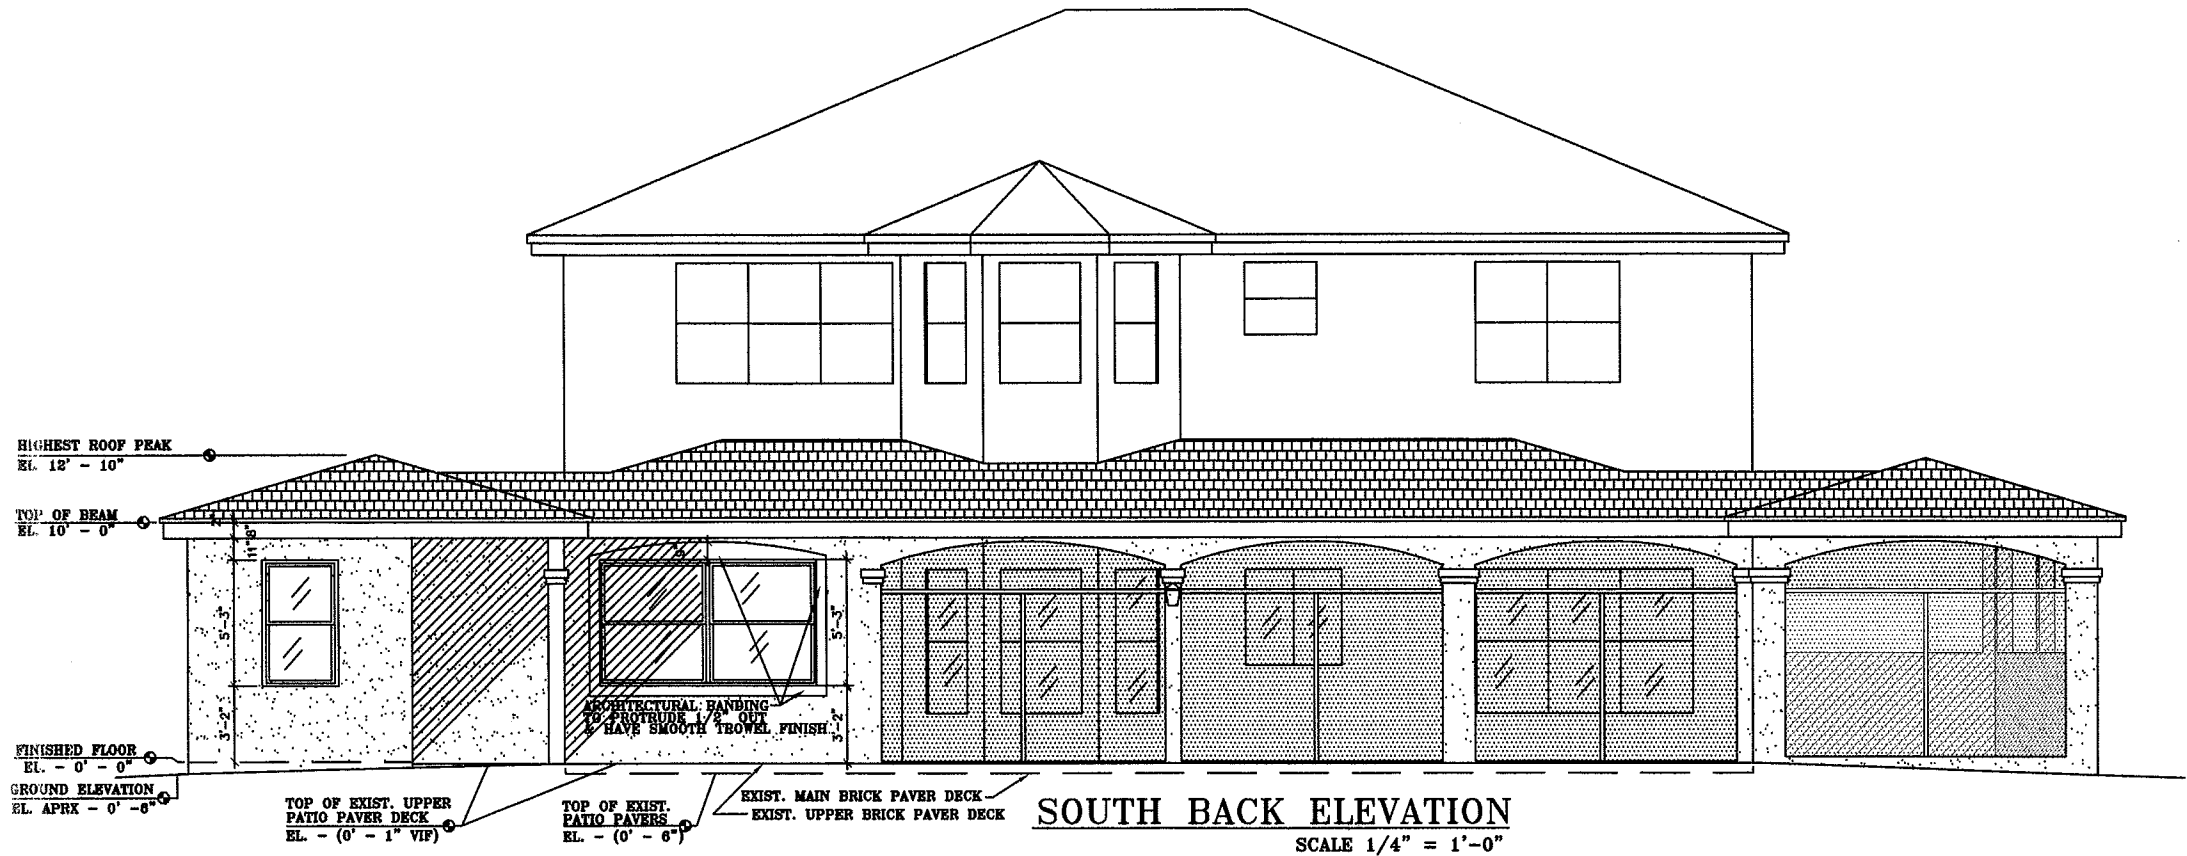 HIGHEST ROOF PEAK
EL. 12' - 10"
TOP OF BEAM
EL. 10' - 0"
2"
8"
11"
9"
5'-3"
5'-3"
3'-2"
3'-2"
ARCHITECTURAL BANDING
TO PROTRUDE 1/2" OUT
& HAVE SMOOTH TROWEL FINISH.
FINISHED FLOOR
EL. - 0' - 0"
GROUND ELEVATION
EL. APRX - 0' -6"
TOP OF EXIST. UPPER
PATIO PAVER DECK
EL. - (0' - 1" VIF)
TOP OF EXIST.
PATIO PAVERS
EL. - (0' - 6")
EXIST. MAIN BRICK PAVER DECK
EXIST. UPPER BRICK PAVER DECK
SOUTH BACK ELEVATION
SCALE 1/4" = 1'-0"